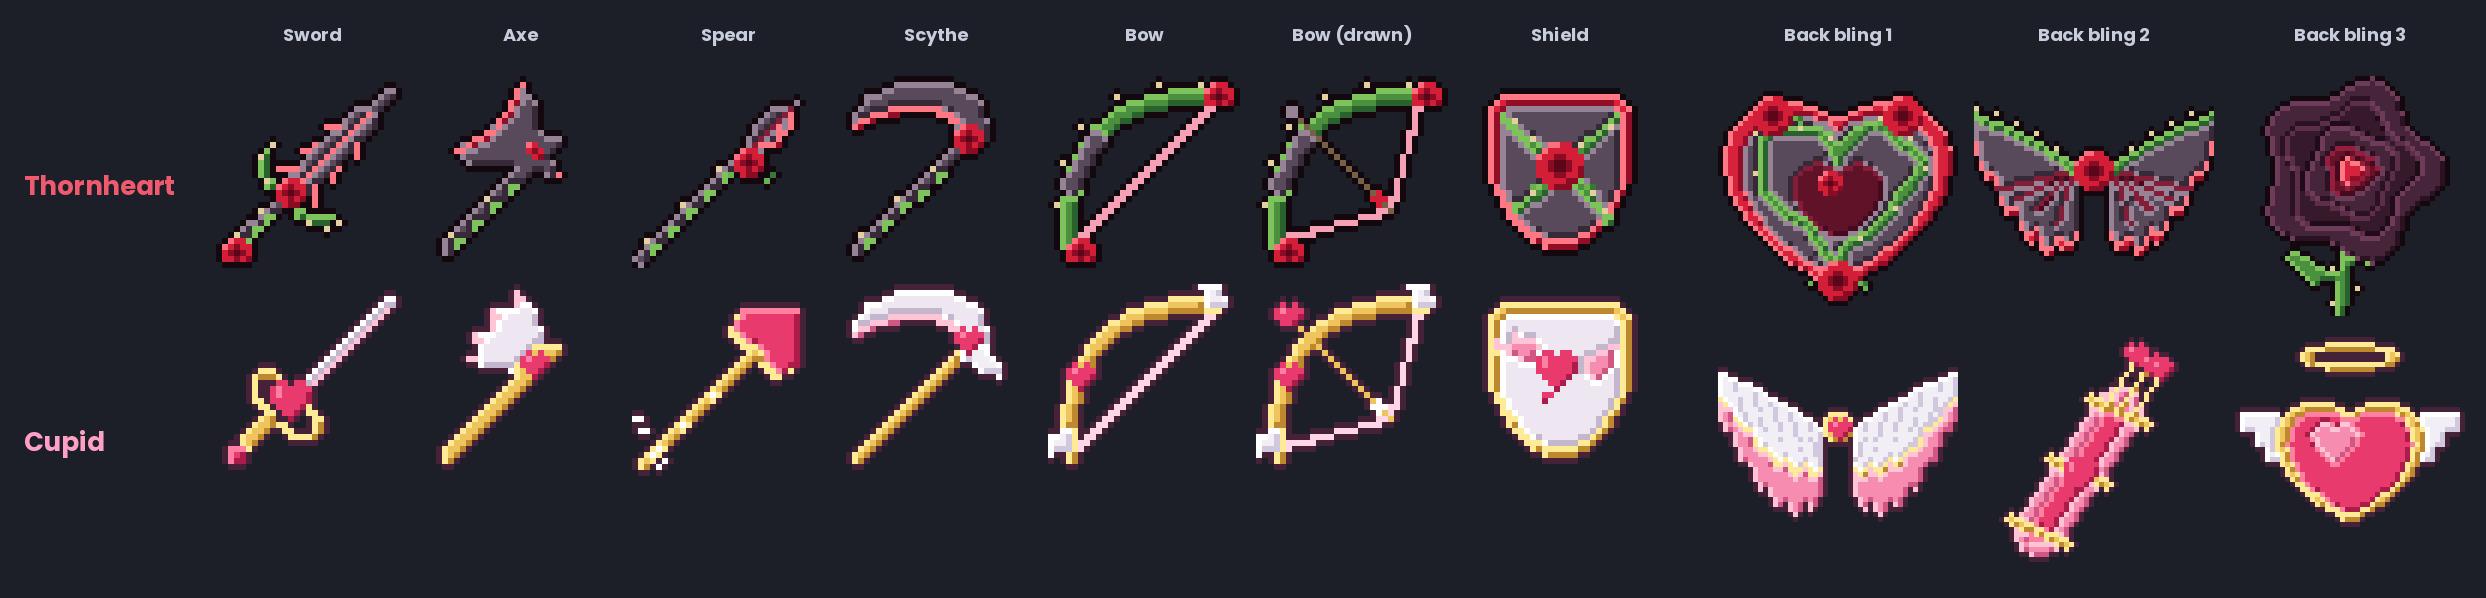 Sword Axe Spear Scythe Bow Bow (drawn) Shield Back bling 1 Back bling 2 Back bling 3
Thornheart
Cupid